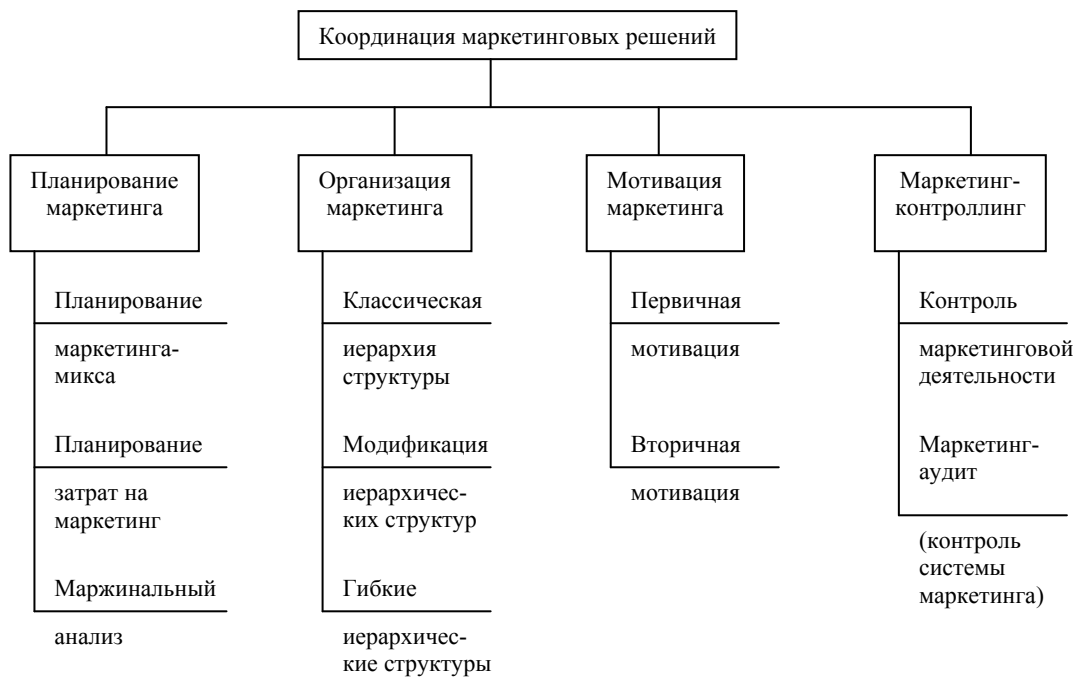 Координация маркетинговых решений
Планирование
маркетинга
Организация
маркетинга
Мотивация
маркетинга
Маркетинг-
контроллинг
Планирование
маркетинга-
микса
Планирование
затрат на
маркетинг
Маржинальный
анализ
Классическая
иерархия
структуры
Модификация
иерархичес-
ких структур
Гибкие
иерархичес-
кие структуры
Первичная
мотивация
Вторичная
мотивация
Контроль
маркетинговой
деятельности
Маркетинг-
аудит
(контроль
системы
маркетинга)